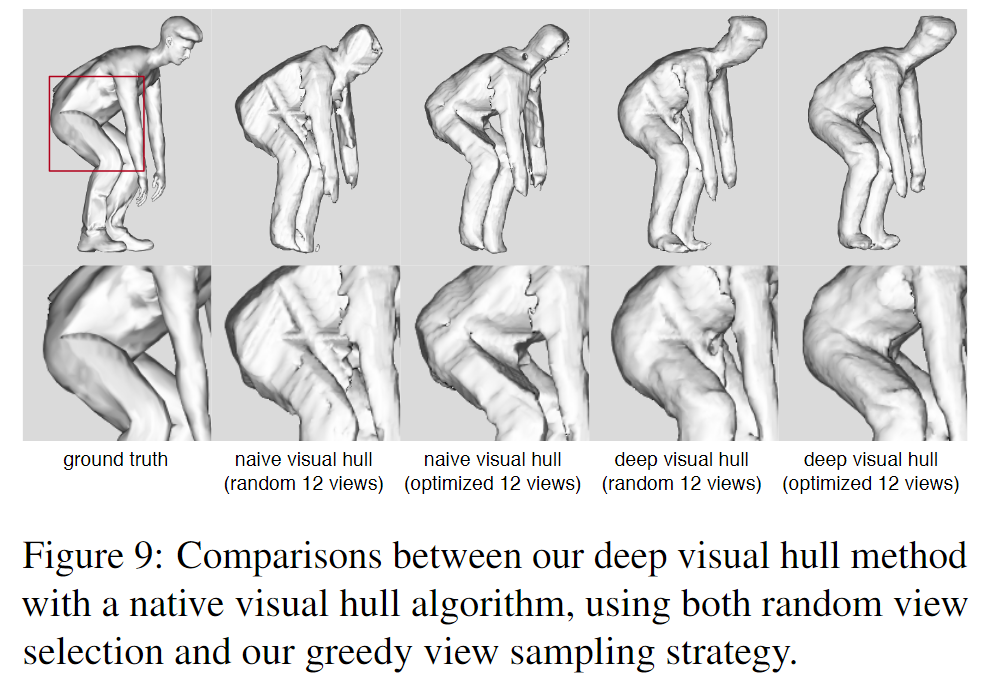 ground truth
naive visual hull
(random 12 views)
naive visual hull
(optimized 12 views)
deep visual hull
(random 12 views)
deep visual hull
(optimized 12 views)
Figure 9: Comparisons between our deep visual hull method
with a native visual hull algorithm, using both random view
selection and our greedy view sampling strategy.